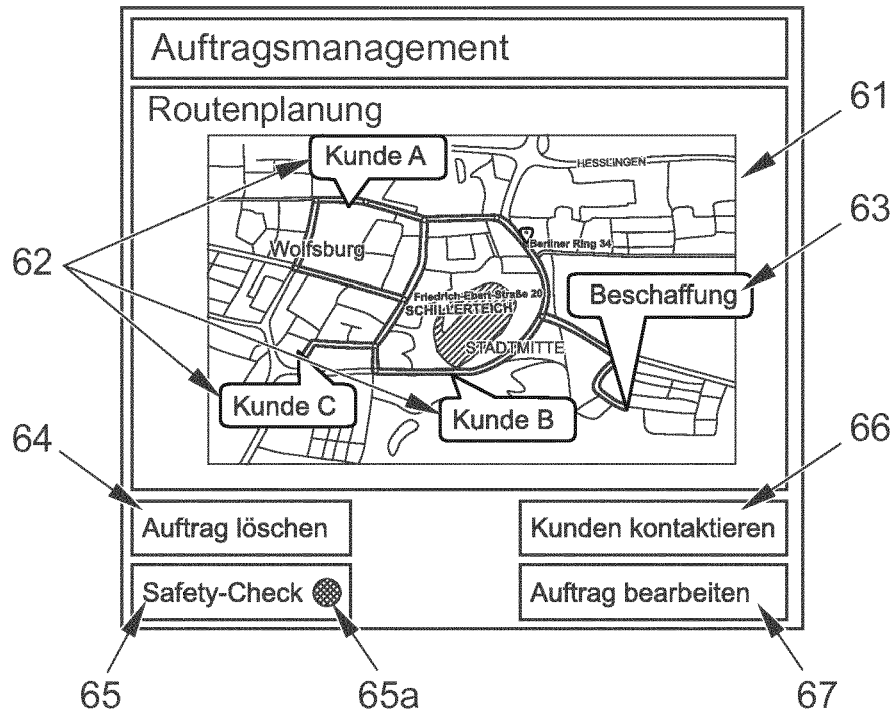 Auftragsmanagement
Routenplanung
61
Kunde A
HESSLINGEN
63
62
Wolfsburg
Berliner Ring 34
Friedrich-Ebert-Straße 20
Beschaffung
SCHILLERTEICH
STADTMITTE
Kunde C
Kunde B
64
66
Auftrag löschen
Kunden kontaktieren
Safety-Check
Auftrag bearbeiten
65
65a
67